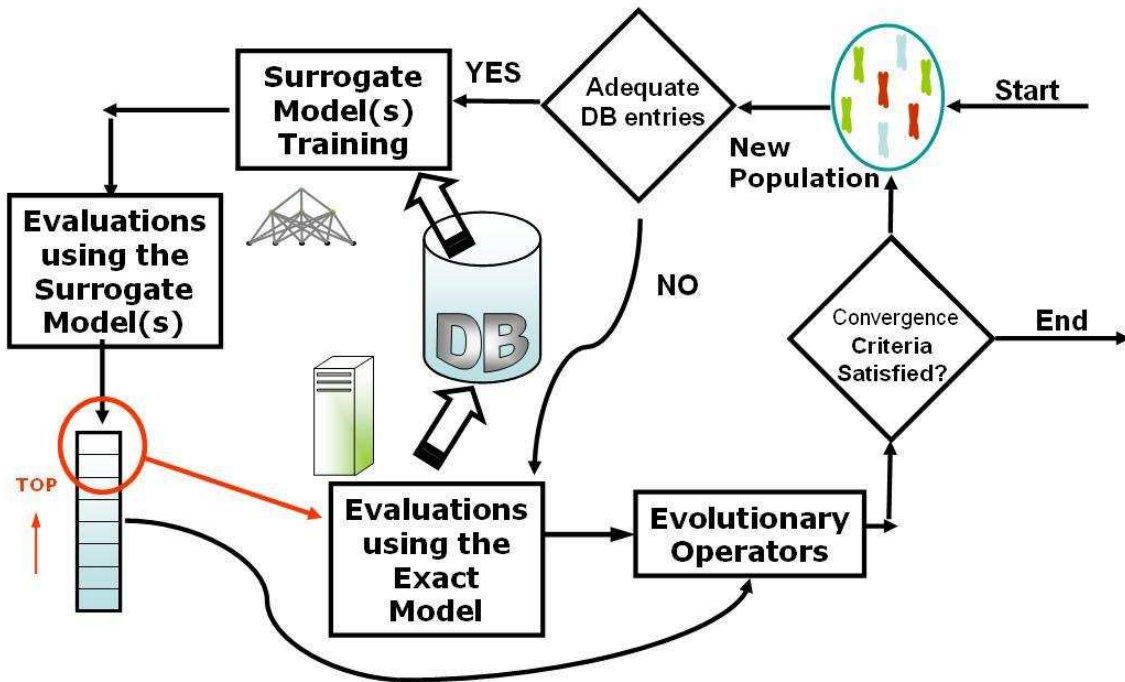 Surrogate
Model(s)
Training
YES
Adequate
DB entries
Start
New
Population
Evaluations
using the
Surrogate
Model(s)
DB
NO
Convergence
Criteria
Satisfied?
End
TOP
Evaluations
using the
Exact
Model
Evolutionary
Operators